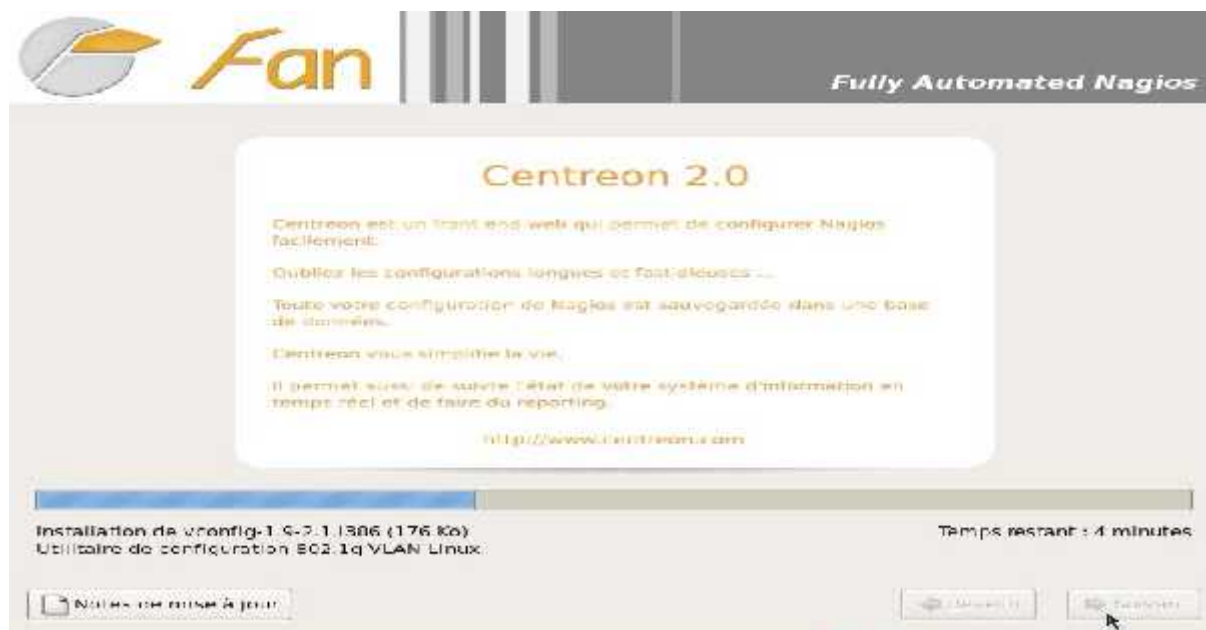 Fan
Fully Automated Nagios
Centreon 2.0
Centreon est un front end web qui permet de configurer Nagios
facilement.
Oubliez les configurations longues et fastidieuses ...
Toute votre configuration de Nagios est sauvegardée dans une base
de données.
Centreon vous simplifie la vie.
Il permet aussi de suivre l'état de votre système d'information en
temps réel et de faire du reporting.
http://www.centreon.com
Installation de vconfig-1.9-2.1.i386 (176 Ko)
Temps restant : 4 minutes
Utilitaire de configuration 802.1q VLAN Linux.
Notes de mise à jour